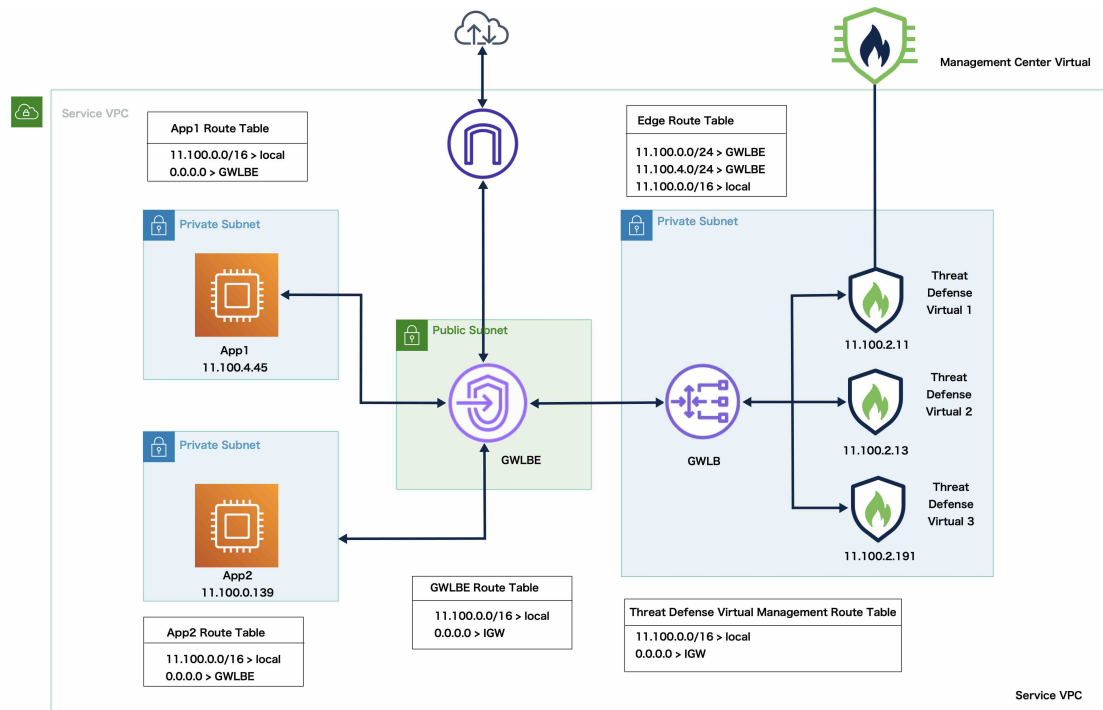 Management Center Virtual
Service VPC
App1 Route Table
11.100.0.0/16 > local
0.0.0.0 > GWLBE
Edge Route Table
11.100.0.0/24 > GWLBE
11.100.4.0/24 > GWLBE
11.100.0.0/16 > local
Private Subnet
App1
11.100.4.45
Public Subnet
GWLBE
Private Subnet
GWLB
Threat
Defense
Virtual 1
11.100.2.11
Threat
Defense
Virtual 2
11.100.2.13
Threat
Defense
Virtual 3
11.100.2.191
Private Subnet
App2
11.100.0.139
App2 Route Table
11.100.0.0/16 > local
0.0.0.0 > GWLBE
GWLBE Route Table
11.100.0.0/16 > local
0.0.0.0 > IGW
Threat Defense Virtual Management Route Table
11.100.0.0/16 > local
0.0.0.0 > IGW
Service VPC